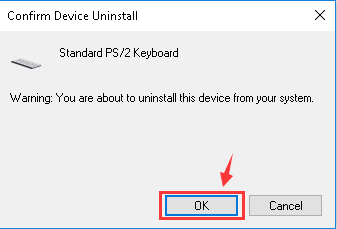 Confirm Device Uninstall
Standard PS/2 Keyboard
Warning: You are about to uninstall this device from your system.
OK
Cancel